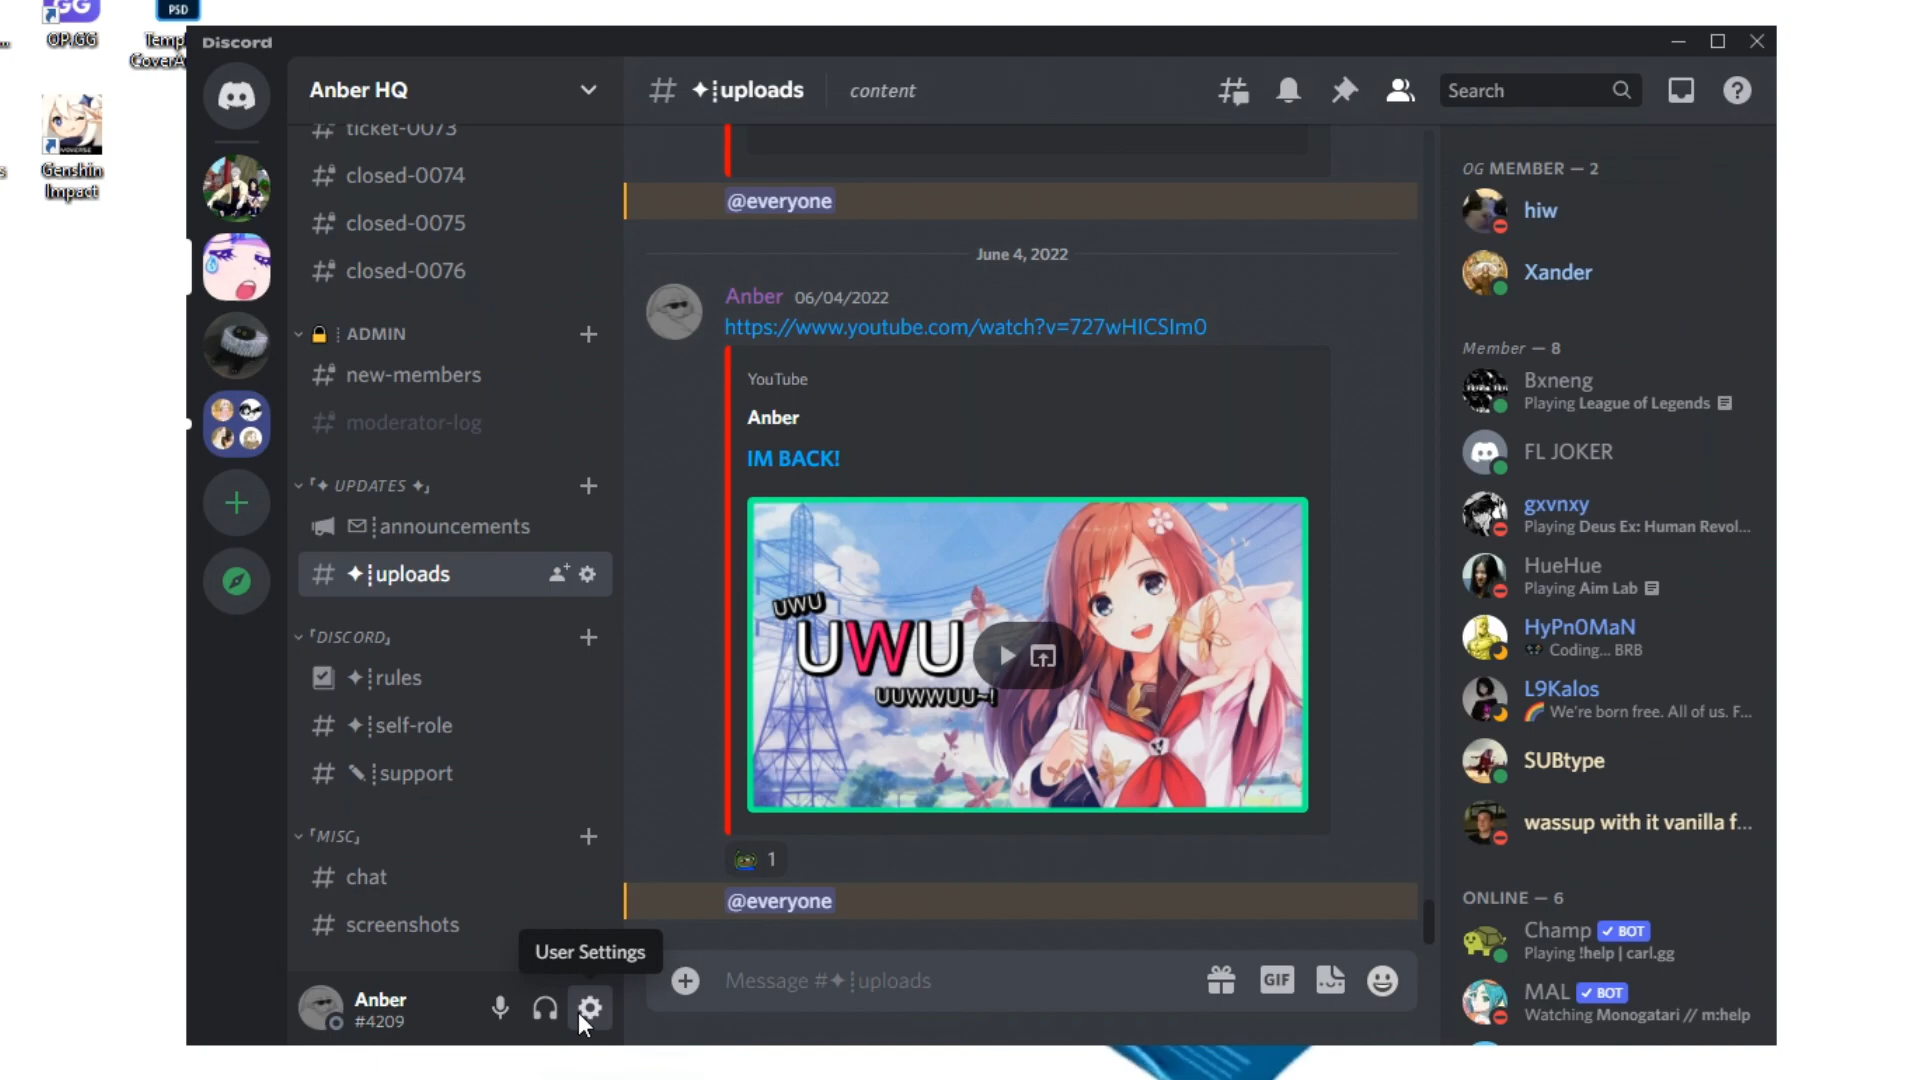 OP.GG
PSD
Temp
CoverA
Genshin
Impact
Discord
Anber HQ
ticket-0073
closed-0074
closed-0075
closed-0076
ADMIN
new-members
moderator-log
「✦ UPDATES ✦」
announcements
✦┊uploads
「DISCORD」
✦┊rules
✦┊self-role
support
「MISC」
chat
screenshots
User Settings
Anber
#4209
✦┊uploads
content
Search
@everyone
June 4, 2022
Anber 06/04/2022
https://www.youtube.com/watch?v=727wHICSIm0
YouTube
Anber
IM BACK!
UWU
UWU
UUWWUU~!
1
@everyone
Message #✦┊uploads
GIF
OG MEMBER — 2
hiw
Xander
Member — 8
Bxneng
Playing League of Legends
FL JOKER
gxvnxy
Playing Deus Ex: Human Revol...
HueHue
Playing Aim Lab
HyPn0MaN
Coding... BRB
L9Kalos
We're born free. All of us. F...
SUBtype
wassup with it vanilla f...
ONLINE — 6
Champ ✓ BOT
Playing !help | carl.gg
MAL ✓ BOT
Watching Monogatari // m:help